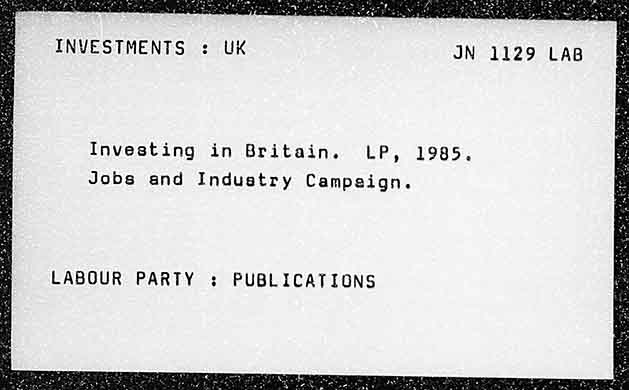 INVESTMENTS : UK JN 1129 LAB
Investing in Britain. LP, 1985.
Jobs and Industry Campaign.
LABOUR PARTY : PUBLICATIONS